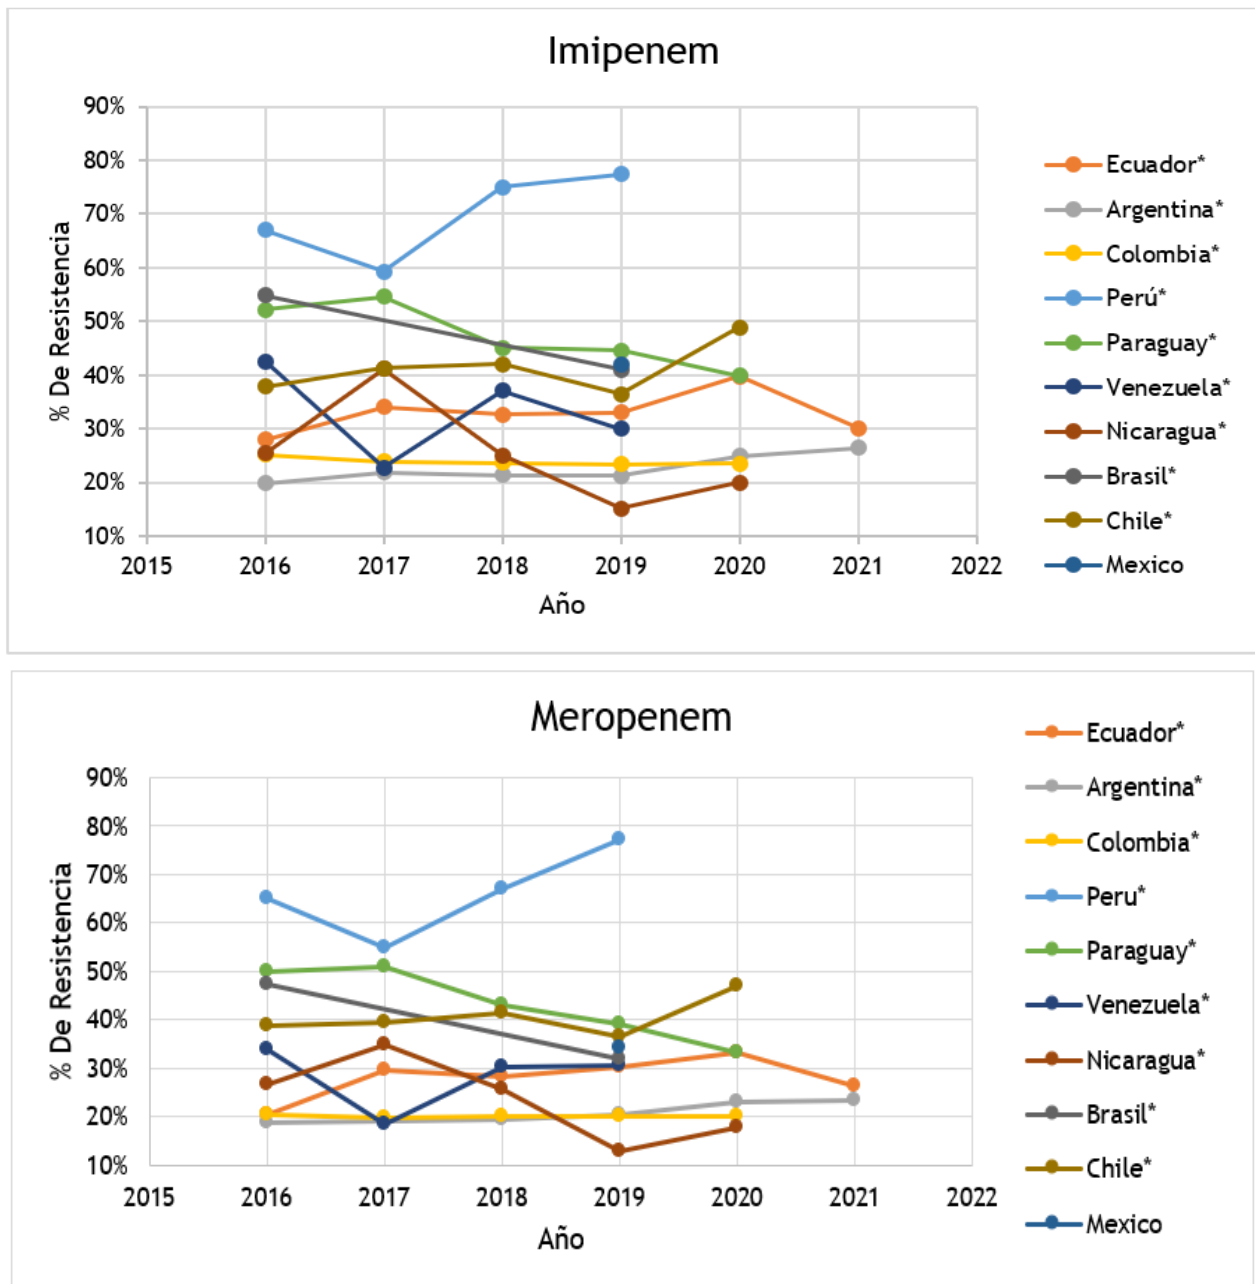 Imipenem
90%
80%
70%
60%
50%
40%
30%
20%
10%
% De Resistencia
2015 2016 2017 2018 2019 2020 2021 2022
Año
Ecuador*
Argentina*
Colombia*
Perú*
Paraguay*
Venezuela*
Nicaragua*
Brasil*
Chile*
Mexico
Meropenem
90%
80%
70%
60%
50%
40%
30%
20%
10%
% De Resistencia
2015 2016 2017 2018 2019 2020 2021 2022
Año
Ecuador*
Argentina*
Colombia*
Peru*
Paraguay*
Venezuela*
Nicaragua*
Brasil*
Chile*
Mexico